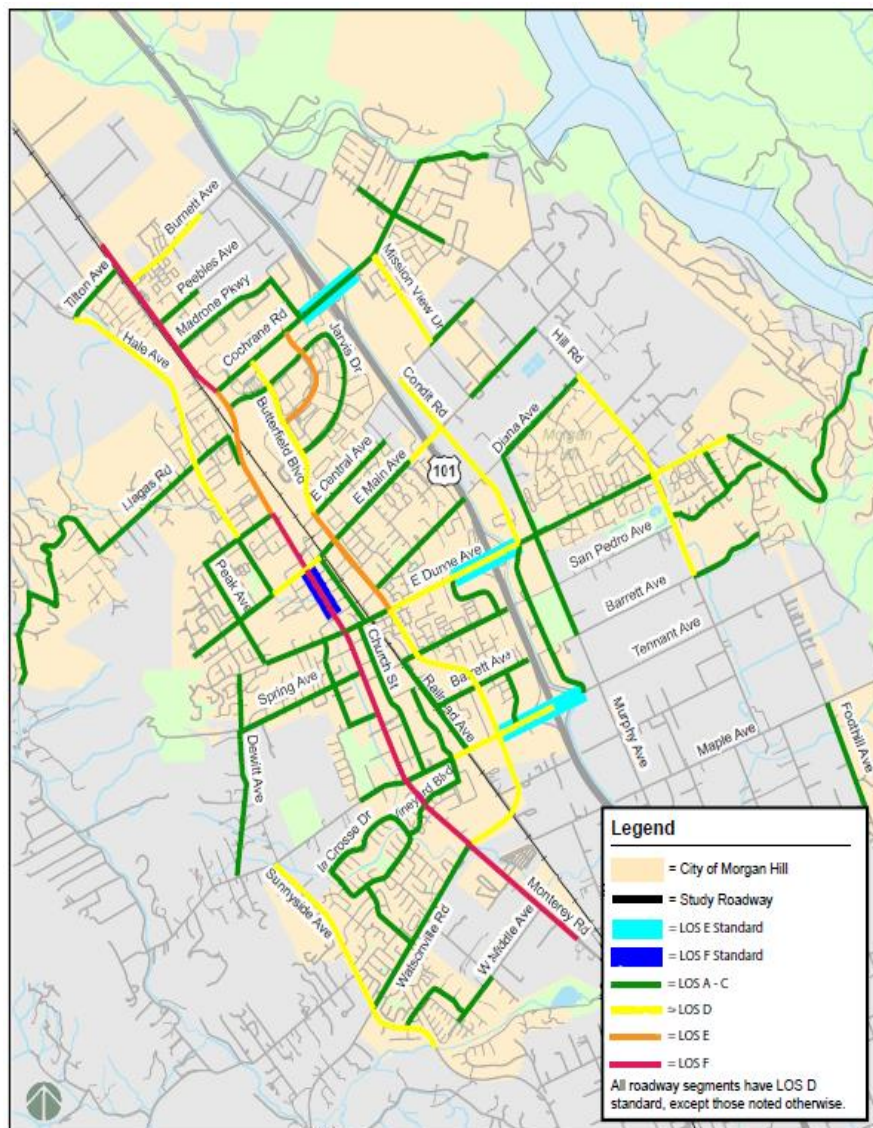 Burnett Ave
Tilton Ave
Peebles Ave
Madrone Pkwy
Mission View Dr
Hale Ave
Cochrane Rd
Jarvis Dr
Hill Rd
Condit Rd
Butterfield Blvd
Diana Ave
Morgan
Llagas Rd
E Central Ave
E Main Ave
101
San Pedro Ave
E Dunne Ave
Peak Ave
Barrett Ave
Tennant Ave
Church St
Barrett Ave
Spring Ave
Railroad Ave
Murphy Ave
Maple Ave
Foothill Ave
Dewitt Ave
Vineyard Blvd
la Crosse Dr
Sunnyside Ave
Monterey Rd
Watsonville Rd
W Middle Ave
Legend
= City of Morgan Hill
= Study Roadway
= LOS E Standard
= LOS F Standard
= LOS A - C
= LOS D
= LOS E
= LOS F
All roadway segments have LOS D
standard, except those noted otherwise.